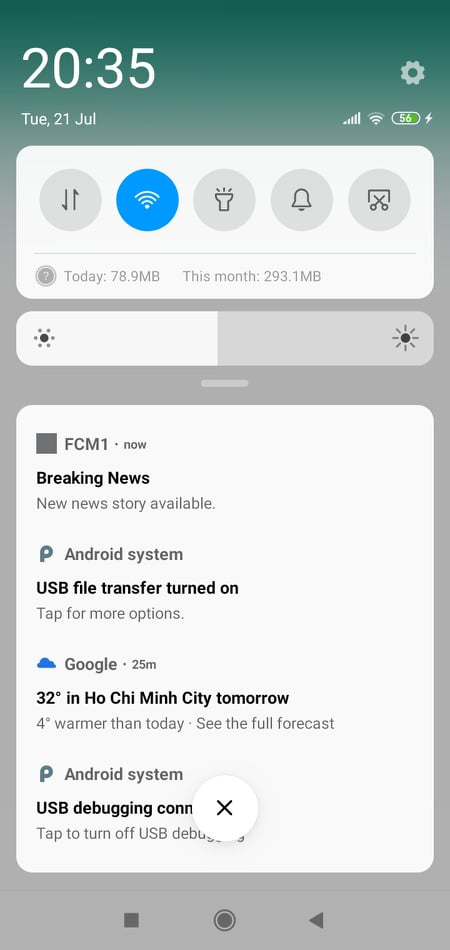 20:35
Tue, 21 Jul
56
Today: 78.9MB This month: 293.1MB
FCM1 · now
Breaking News
New news story available.
Android system
USB file transfer turned on
Tap for more options.
Google · 25m
32° in Ho Chi Minh City tomorrow
4° warmer than today · See the full forecast
Android system
USB debugging conn
Tap to turn off USB debugging